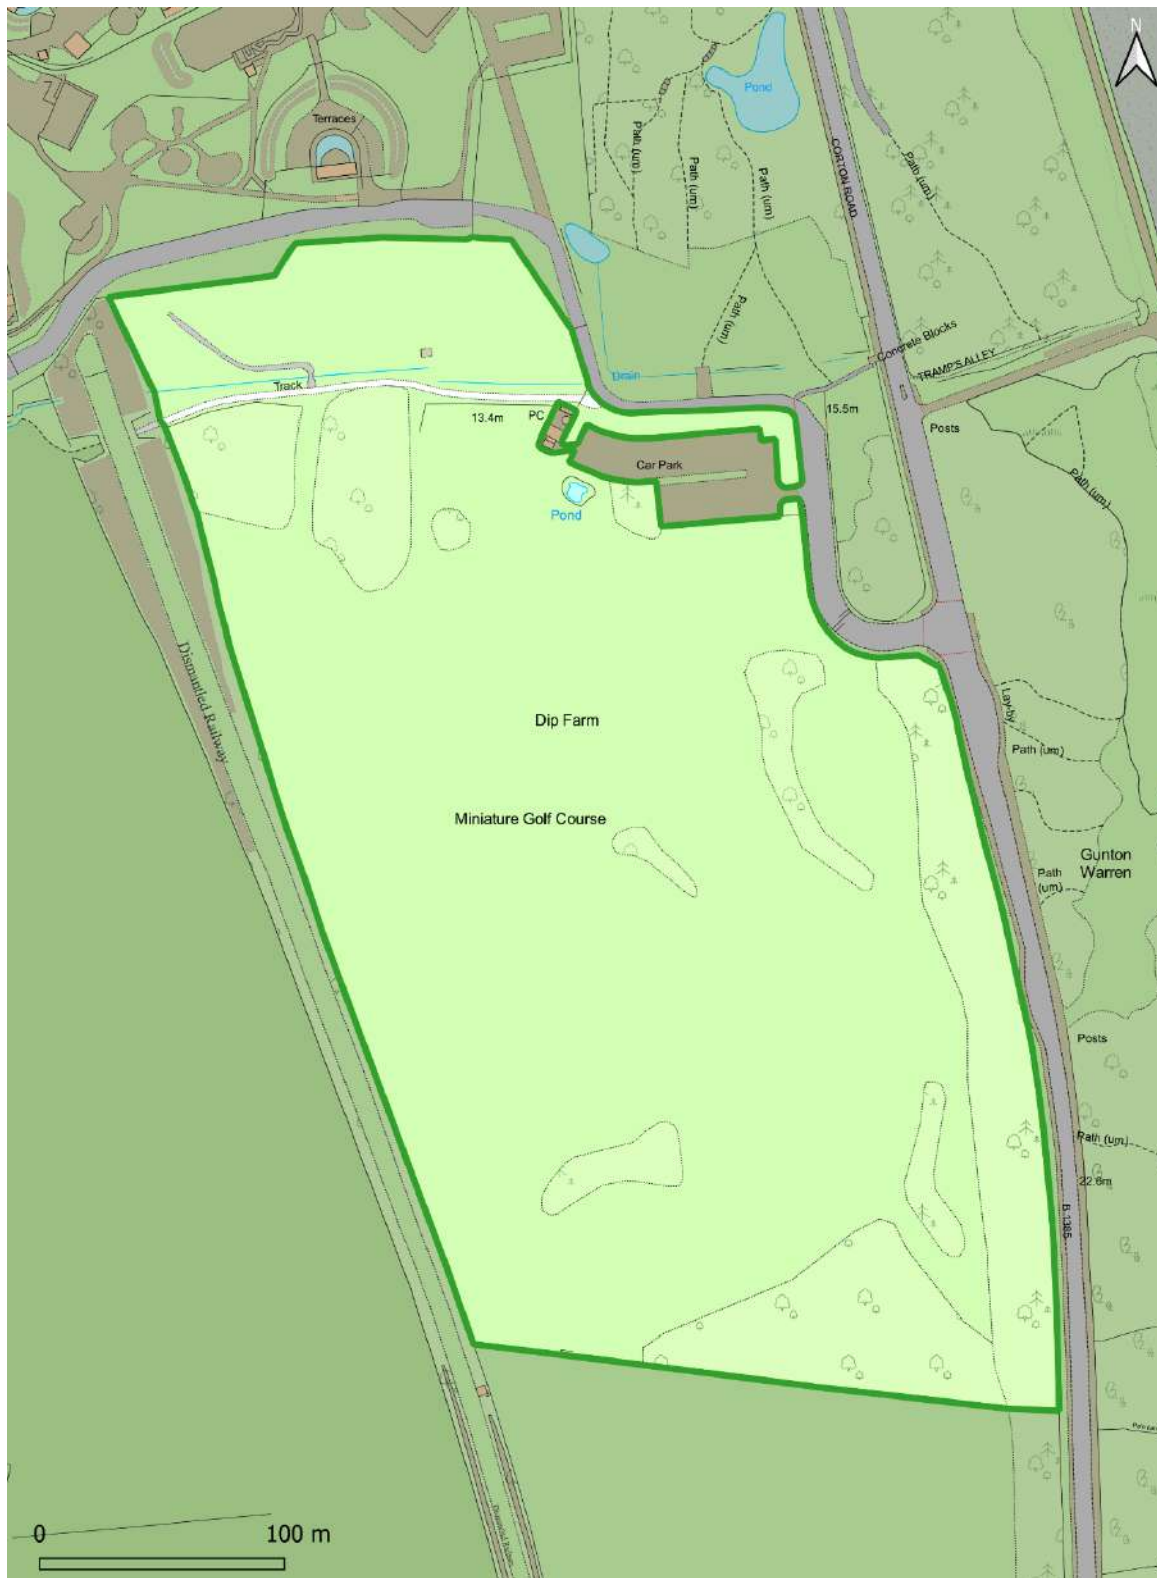 N
Pond
Terraces
CORTON ROAD
Path (um)
Path (um)
Path (um)
Path (um)
Path (um)
Concrete Blocks
TRAMP'S ALLEY
Drain
Track
13.4m
PC
15.5m
Posts
Car Park
Path (um)
Pond
Dismantled Railway
Lay-by
Dip Farm
Path (um)
Miniature Golf Course
Gunton
Warren
Path
(um)
Posts
Path (um)
22.6m
B 1385
Dismantled Railway
0
100 m